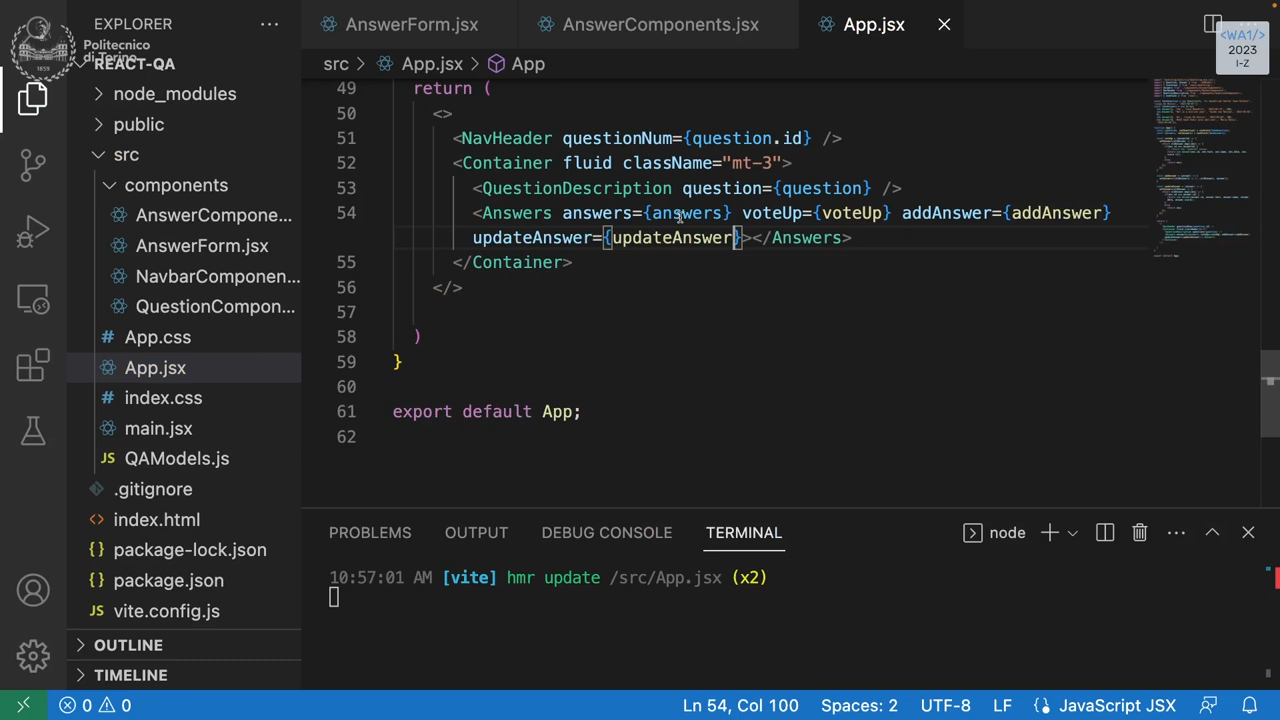 EXPLORER
AnswerForm.jsx
AnswerComponents.jsx
App.jsx
<WA1/>
2023
I-Z
Politecnico
di Torino
1859
REACT-QA
node_modules
public
src
components
AnswerCompone...
AnswerForm.jsx
NavbarComponen...
QuestionCompon...
App.css
App.jsx
index.css
main.jsx
JS QAModels.js
.gitignore
index.html
package-lock.json
package.json
JS vite.config.js
OUTLINE
TIMELINE
src > App.jsx > App
49 return (
50 <>
51 <NavHeader questionNum={question.id} />
52 <Container fluid className="mt-3">
53 <QuestionDescription question={question} />
54 <Answers answers={answers} voteUp={voteUp} addAnswer={addAnswer}
updateAnswer={updateAnswer}></Answers>
55 </Container>
56 </>
57
58 )
59 }
60
61 export default App;
62
PROBLEMS OUTPUT DEBUG CONSOLE TERMINAL
node
10:57:01 AM [vite] hmr update /src/App.jsx (x2)
0 0
Ln 54, Col 100 Spaces: 2 UTF-8 LF JavaScript JSX